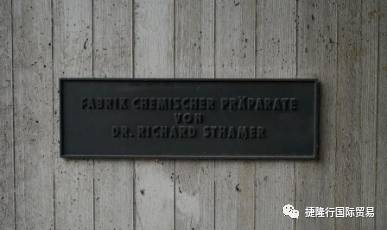 FABRIK CHEMISCHER PRÄPARATE
VON
DR. RICHARD STHAMER
捷隆行国际贸易